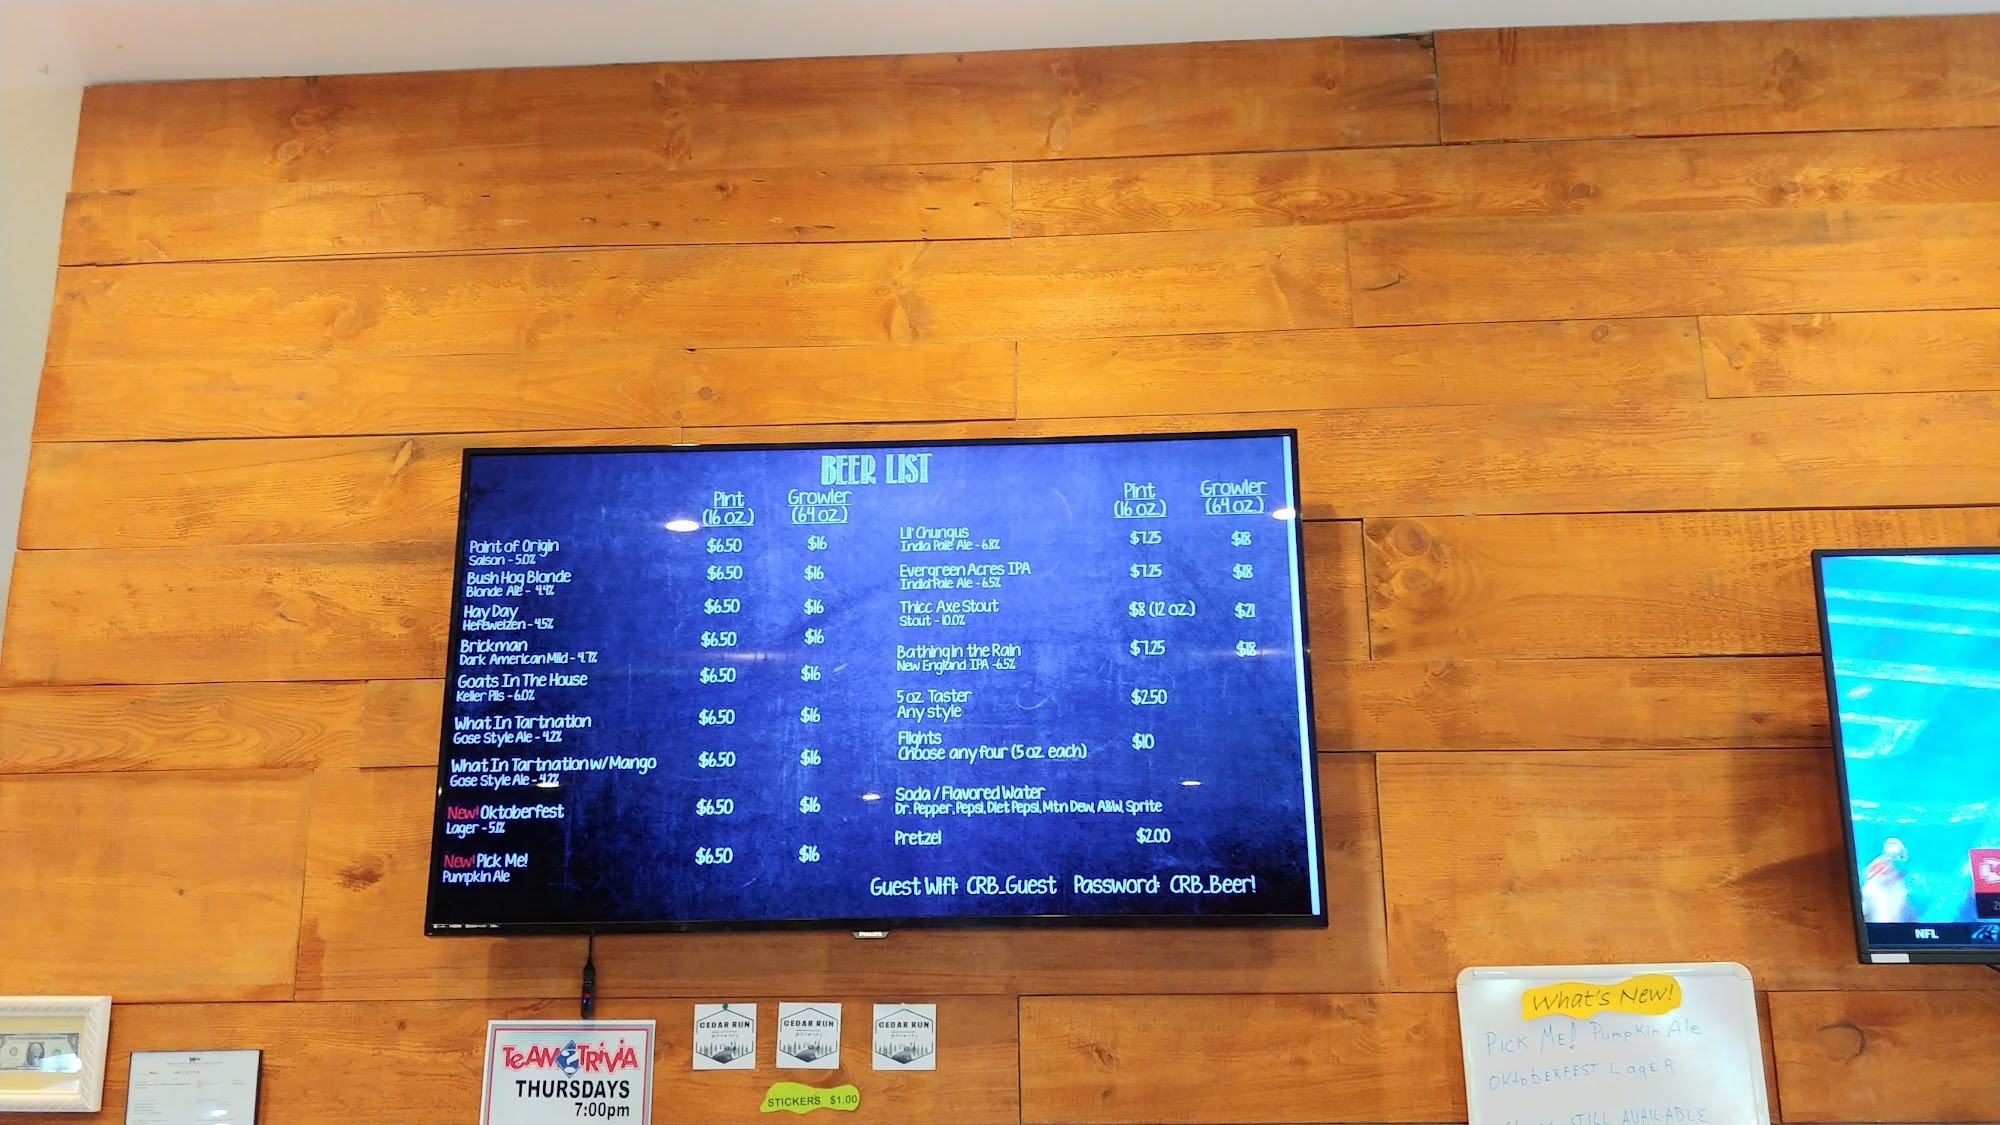 BEER LIST
Pint
(16 oz.)
Growler
(64 oz.)
Point of Origin $6.50 $16
Saison - 5.0%
Bush Hog Blonde $6.50 $16
Blonde Ale - 4.4%
Hay Day $6.50 $16
Hefeweizen - 4.5%
Brickman $6.50 $16
Dark American Mild - 4.7%
Goats In The House $6.50 $16
Keller Pils - 6.0%
What In Tartnation $6.50 $16
Gose Style Ale - 4.2%
What In Tartnation w/ Mango $6.50 $16
Gose Style Ale - 4.2%
New! Oktoberfest $6.50 $16
Lager - 5.1%
New! Pick Me! $6.50 $16
Pumpkin Ale
Pint
(16 oz.)
Growler
(64 oz.)
Lil' Chungus $7.25 $18
India Pale Ale - 6.8%
Evergreen Acres IPA $7.25 $18
India Pale Ale - 6.5%
Thicc Axe Stout $8 (12 oz.) $21
Stout - 10.0%
Bathing in the Rain $7.25 $18
New England IPA - 6.5%
5 oz. Taster $2.50
Any style
Flights $10
Choose any four (5 oz. each)
Soda / Flavored Water
Dr. Pepper, Pepsi, Diet Pepsi, Mtn Dew, A&W, Sprite
Pretzel $2.00
Guest Wifi: CRB_Guest Password: CRB_Beer!
PHILIPS
NFL
TEAM TRIVIA
THURSDAYS
7:00pm
CEDAR RUN
CEDAR RUN
CEDAR RUN
STICKERS $1.00
What's New!
PICK ME! Pumpkin Ale
OKtobERFEST LageR
STILL AVAILABLE